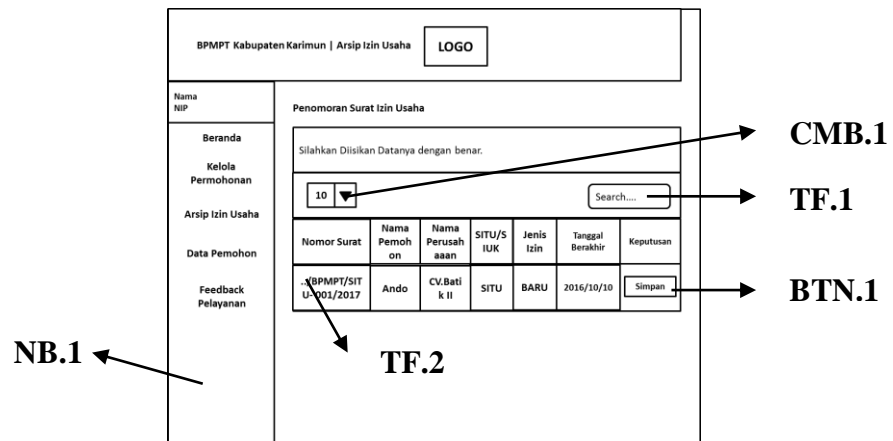 BPMPT Kabupaten Karimun | Arsip Izin Usaha
LOGO
Nama
NIP
Beranda
Kelola
Permohonan
Arsip Izin Usaha
Data Pemohon
Feedback
Pelayanan
Penomoran Surat Izin Usaha
Silahkan Diisikan Datanya dengan benar.
10
Search....
Nomor Surat
Nama
Pemoh
on
Nama
Perusah
aaan
SITU/S
IUK
Jenis
Izin
Tanggal
Berakhir
Keputusan
../BPMPT/SIT
U-001/2017
Ando
CV.Bati
k II
SITU
BARU
2016/10/10
Simpan
CMB.1
TF.1
BTN.1
NB.1
TF.2